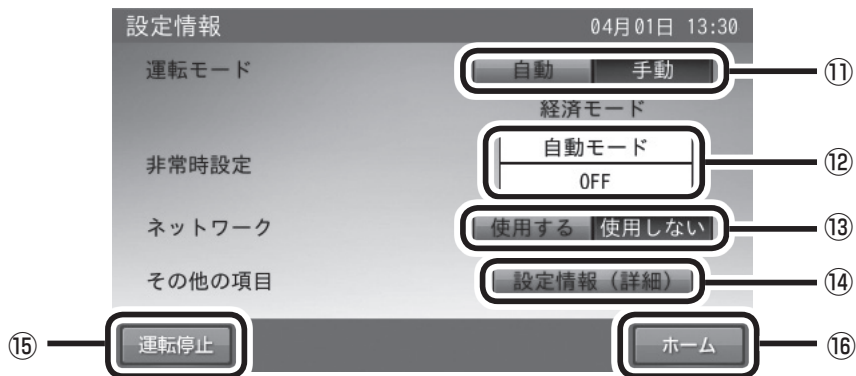 設定情報 04月01日 13:30
運転モード 自動 手動 ⑪
経済モード
非常時設定 自動モード ⑫
OFF
ネットワーク 使用する 使用しない ⑬
その他の項目 設定情報（詳細） ⑭
⑮ 運転停止 ホーム ⑯